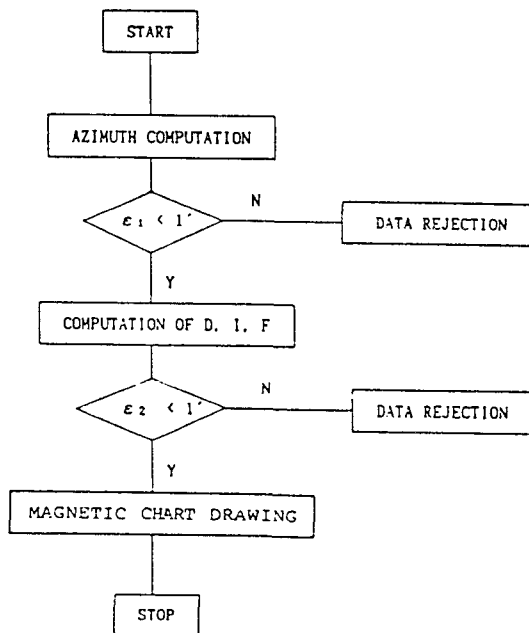 START
AZIMUTH COMPUTATION
N
ε₁ < 1′
DATA REJECTION
Y
COMPUTATION OF D. I. F
N
ε₂ < 1′
DATA REJECTION
Y
MAGNETIC CHART DRAWING
STOP